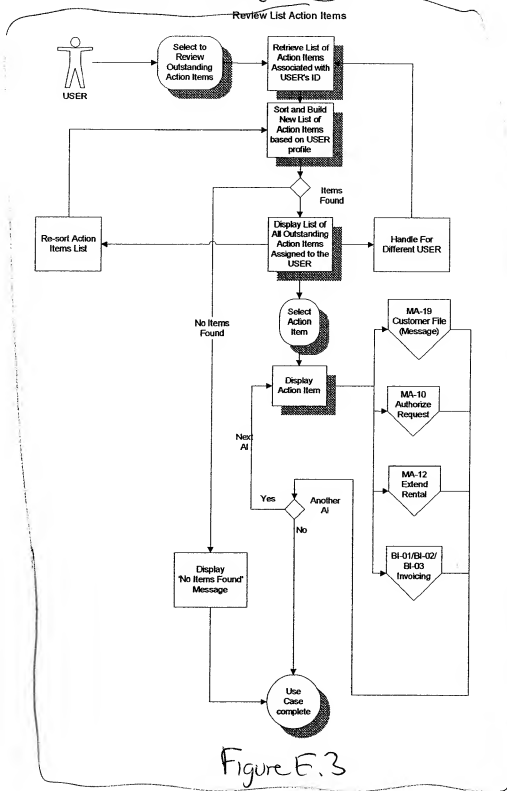 Review List Action Items
USER
Select to
Review
Outstanding
Action Items
Retrieve List of
Action Items
Associated with
USER's ID
Sort and Build
New List of
Action Items
based on USER
profile
Items
Found
Re-sort Action
Items List
Display List of
All Outstanding
Action Items
Assigned to the
USER
Handle For
Different USER
No Items
Found
Select
Action
Item
MA-19
Customer File
(Message)
Display
Action Item
MA-10
Authorize
Request
Next
AI
MA-12
Extend
Rental
Yes
Another
Ai
No
BI-01/BI-02/
BI-03
Invoicing
Display
'No Items Found'
Message
Use
Case
complete
Figure E.3